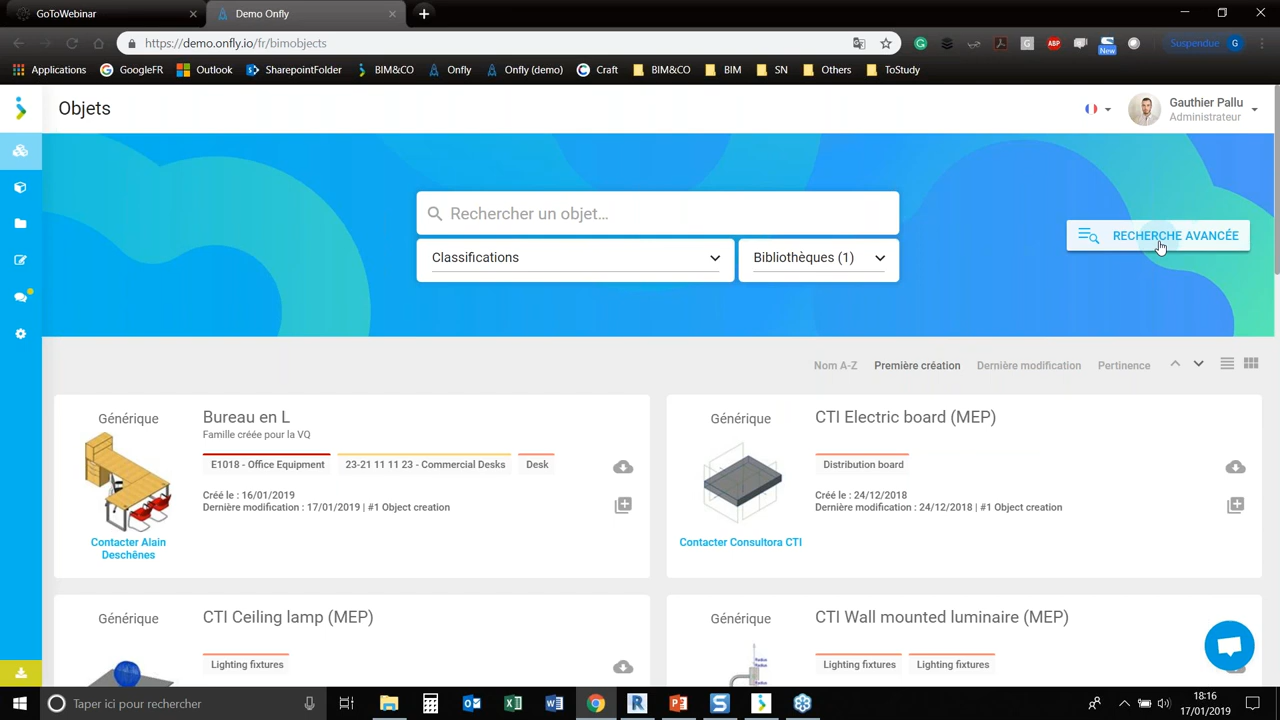 GoToWebinar
Demo Onfly
https://demo.onfly.io/fr/bimobjects
ABP
New
Suspendue
G
Applications
GoogleFR
Outlook
SharepointFolder
BIM&CO
Onfly
Onfly (demo)
Craft
BIM&CO
BIM
SN
Others
ToStudy
Objets
Gauthier Pallu
Administrateur
Rechercher un objet...
Classifications
Bibliothèques (1)
RECHERCHE AVANCÉE
Nom A-Z
Première création
Dernière modification
Pertinence
Générique
Bureau en L
Famille créée pour la VQ
E1018 - Office Equipment
23-21 11 11 23 - Commercial Desks
Desk
Créé le : 16/01/2019
Dernière modification : 17/01/2019 | #1 Object creation
Contacter Alain
Deschênes
Générique
CTI Electric board (MEP)
Distribution board
Créé le : 24/12/2018
Dernière modification : 24/12/2018 | #1 Object creation
Contacter Consultora CTI
Générique
CTI Ceiling lamp (MEP)
Lighting fixtures
Générique
CTI Wall mounted luminaire (MEP)
Lighting fixtures
Lighting fixtures
Taper ici pour rechercher
18:16
17/01/2019